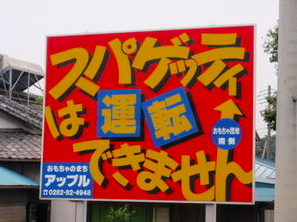 スパゲッティ
は運転
できません
おもちゃ団地
南側
おもちゃのまち
アップル
☎0282-82-4948